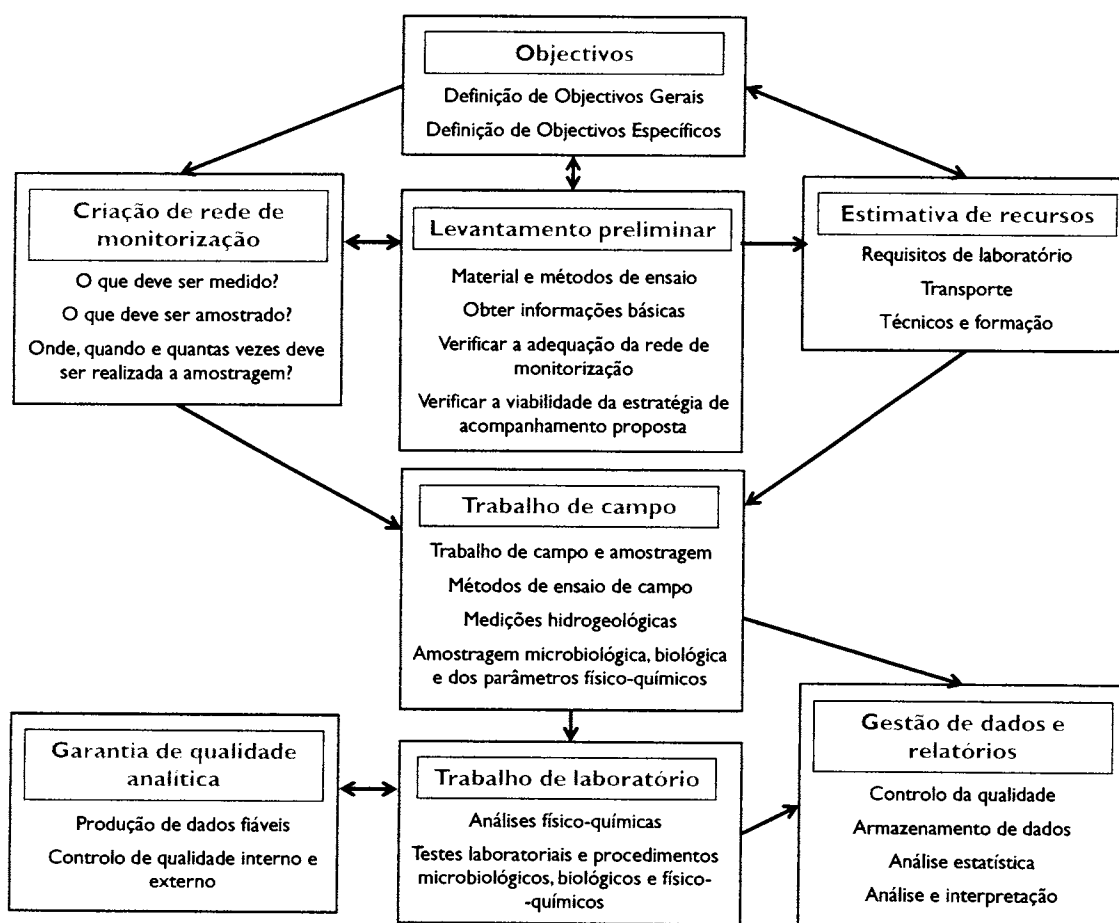 Objectivos
Definição de Objectivos Gerais
Definição de Objectivos Específicos
Criação de rede de
monitorização
O que deve ser medido?
O que deve ser amostrado?
Onde, quando e quantas vezes deve
ser realizada a amostragem?
Levantamento preliminar
Material e métodos de ensaio
Obter informações básicas
Verificar a adequação da rede de
monitorização
Verificar a viabilidade da estratégia de
acompanhamento proposta
Estimativa de recursos
Requisitos de laboratório
Transporte
Técnicos e formação
Trabalho de campo
Trabalho de campo e amostragem
Métodos de ensaio de campo
Medições hidrogeológicas
Amostragem microbiológica, biológica
e dos parâmetros físico-químicos
Garantia de qualidade
analítica
Produção de dados fiáveis
Controlo de qualidade interno e
externo
Trabalho de laboratório
Análises físico-químicas
Testes laboratoriais e procedimentos
microbiológicos, biológicos e físico-
-químicos
Gestão de dados e
relatórios
Controlo da qualidade
Armazenamento de dados
Análise estatística
Análise e interpretação